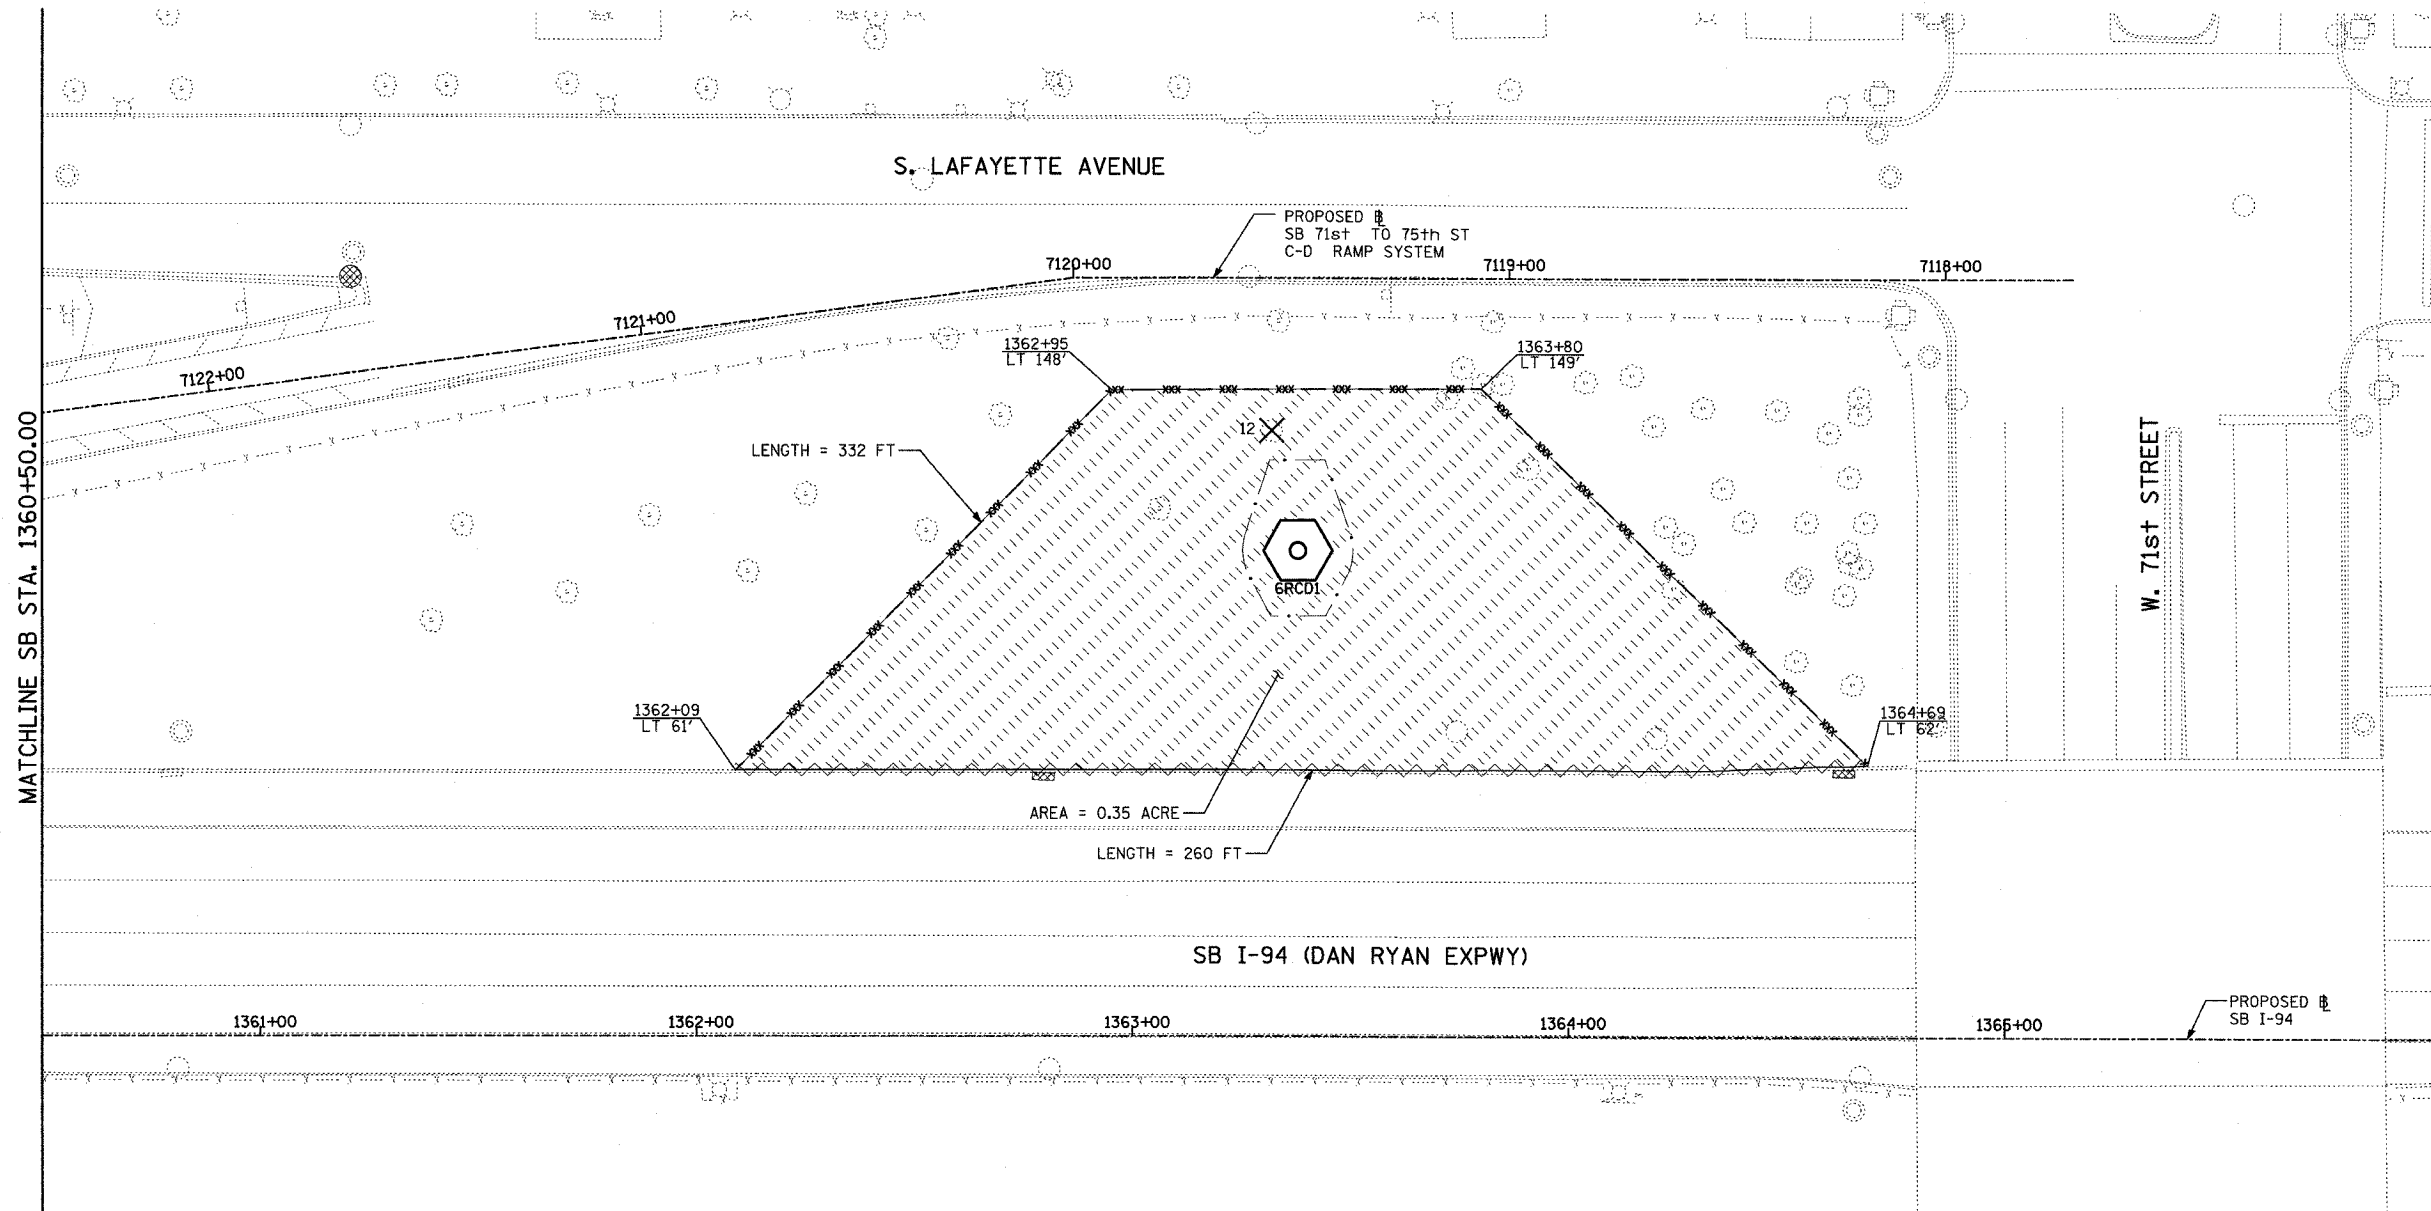 S. LAFAYETTE AVENUE
PROPOSED ℄
SB 71st TO 75th ST
C-D RAMP SYSTEM
7120+00
7119+00
7118+00
7121+00
7122+00
1362+95
LT 148'
1363+80
LT 149'
12
LENGTH = 332 FT
6RCD1
MATCHLINE SB STA. 1360+50.00
W. 71st STREET
1362+09
LT 61'
1364+69
LT 62'
AREA = 0.35 ACRE
LENGTH = 260 FT
SB I-94 (DAN RYAN EXPWY)
1361+00
1362+00
1363+00
1364+00
1365+00
PROPOSED ℄
SB I-94